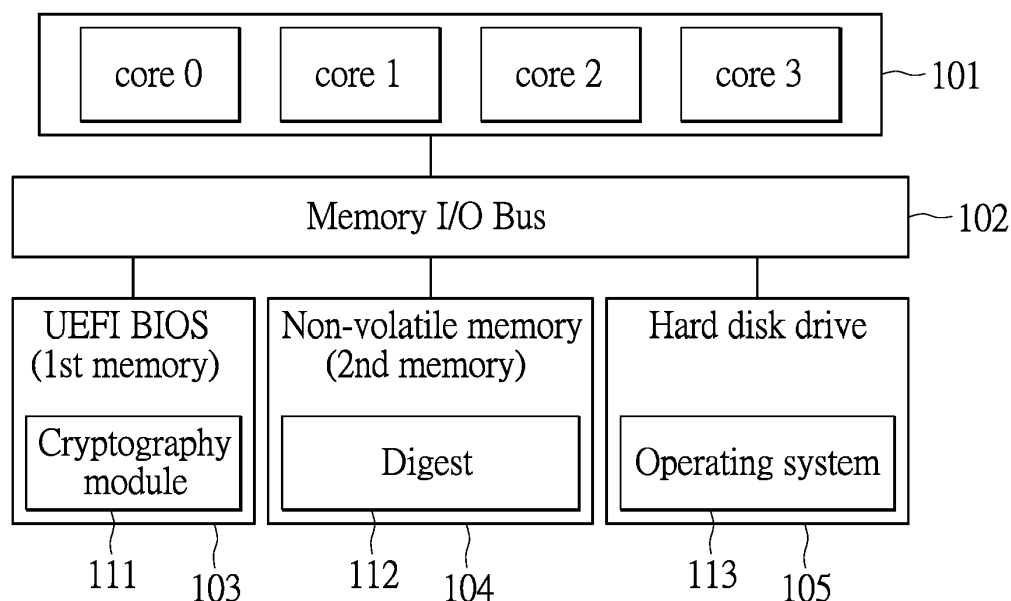 core 0 core 1 core 2 core 3
101
Memory I/O Bus
102
UEFI BIOS
(1st memory)
Cryptography
module
Non-volatile memory
(2nd memory)
Digest
Hard disk drive
Operating system
111 103 112 104 113 105